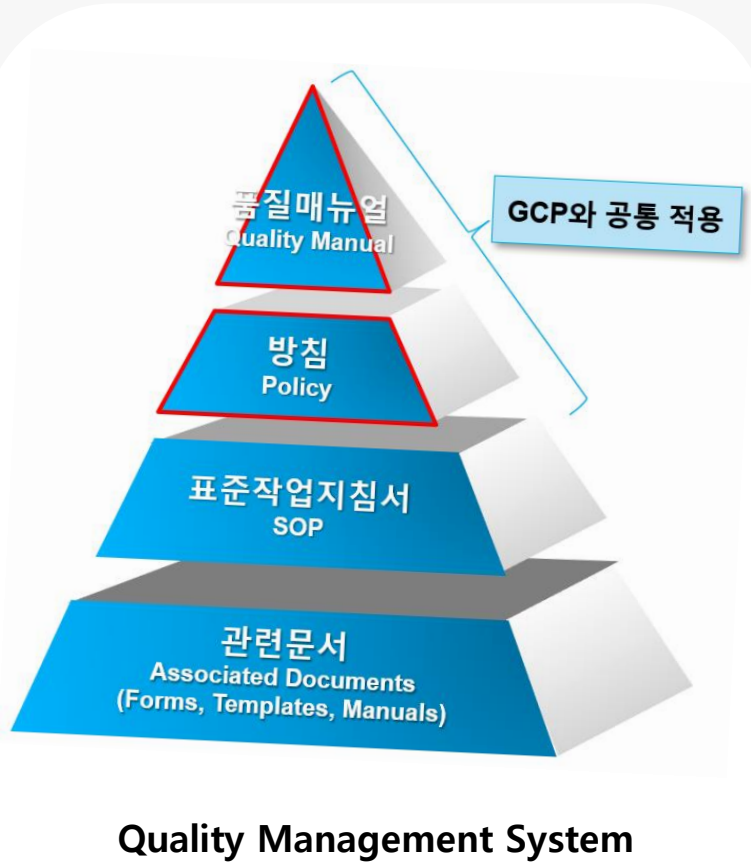 품질매뉴얼
Quality Manual
GCP와 공통 적용
방침
Policy
표준작업지침서
SOP
관련문서
Associated Documents
(Forms, Templates, Manuals)
Quality Management System